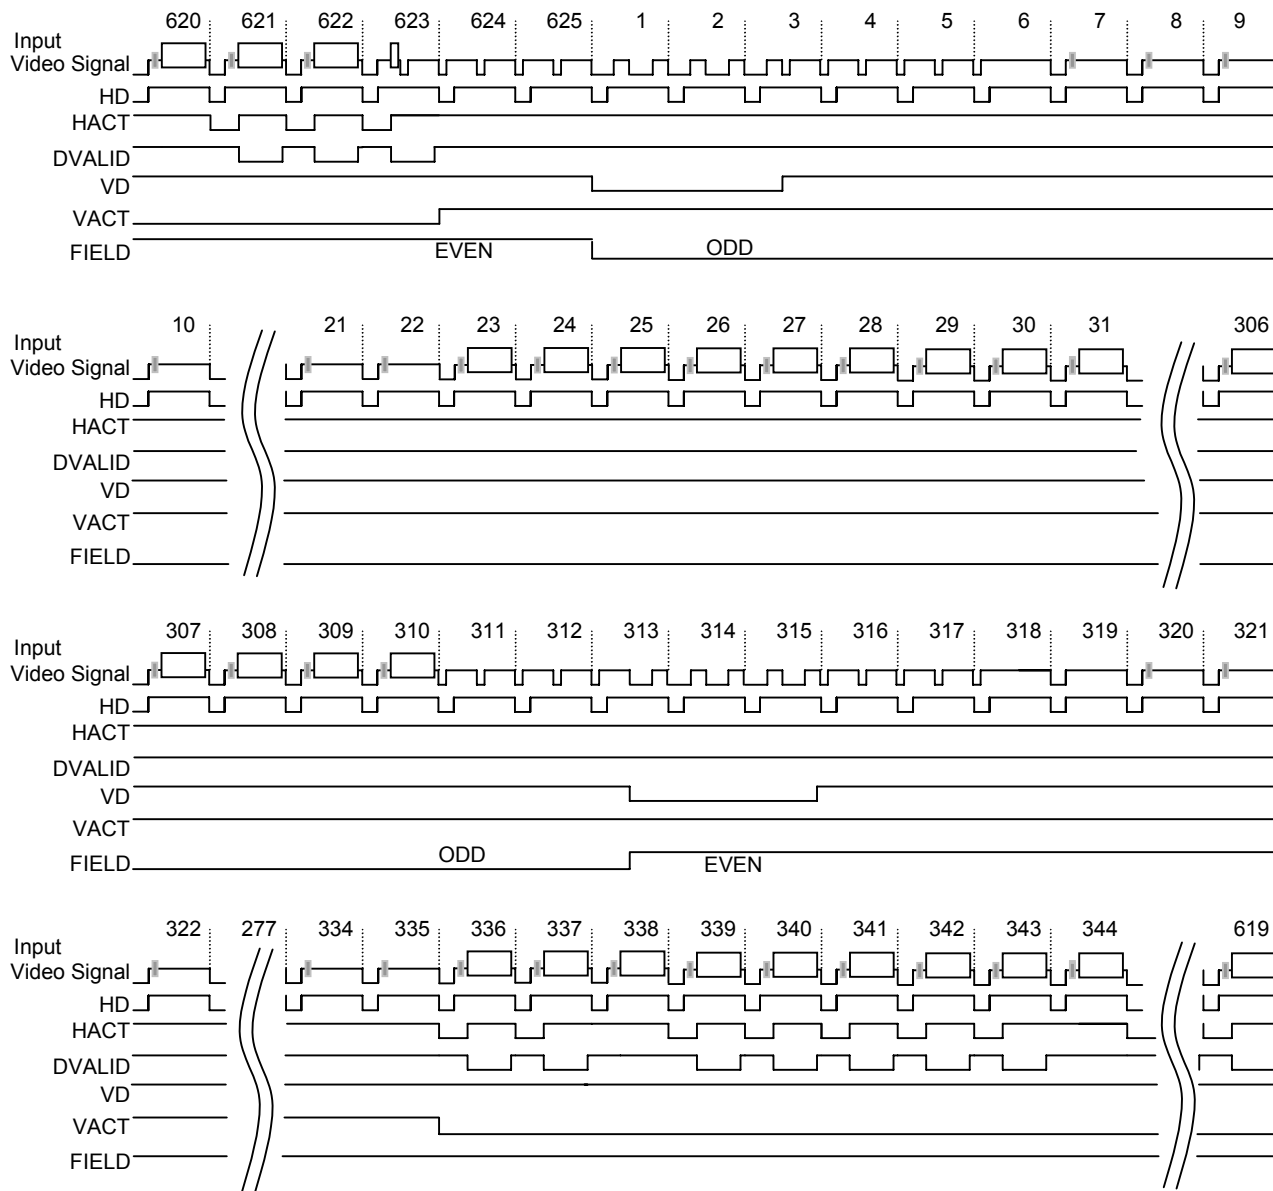 620 621 622 623 624 625 1 2 3 4 5 6 7 8 9
Input
Video Signal
HD
HACT
DVALID
VD
VACT
FIELD EVEN ODD
10 21 22 23 24 25 26 27 28 29 30 31 306
Input
Video Signal
HD
HACT
DVALID
VD
VACT
FIELD
307 308 309 310 311 312 313 314 315 316 317 318 319 320 321
Input
Video Signal
HD
HACT
DVALID
VD
VACT
FIELD ODD EVEN
322 277 334 335 336 337 338 339 340 341 342 343 344 619
Input
Video Signal
HD
HACT
DVALID
VD
VACT
FIELD